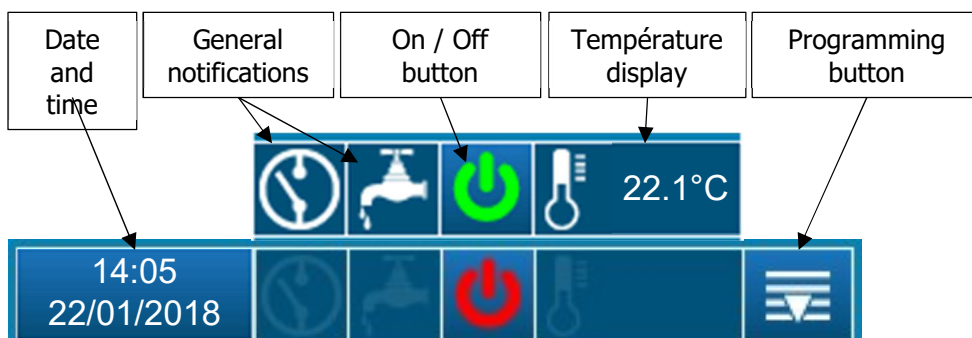 Date
and
time
General
notifications
On / Off
button
Température
display
Programming
button
22.1°C
14:05
22/01/2018